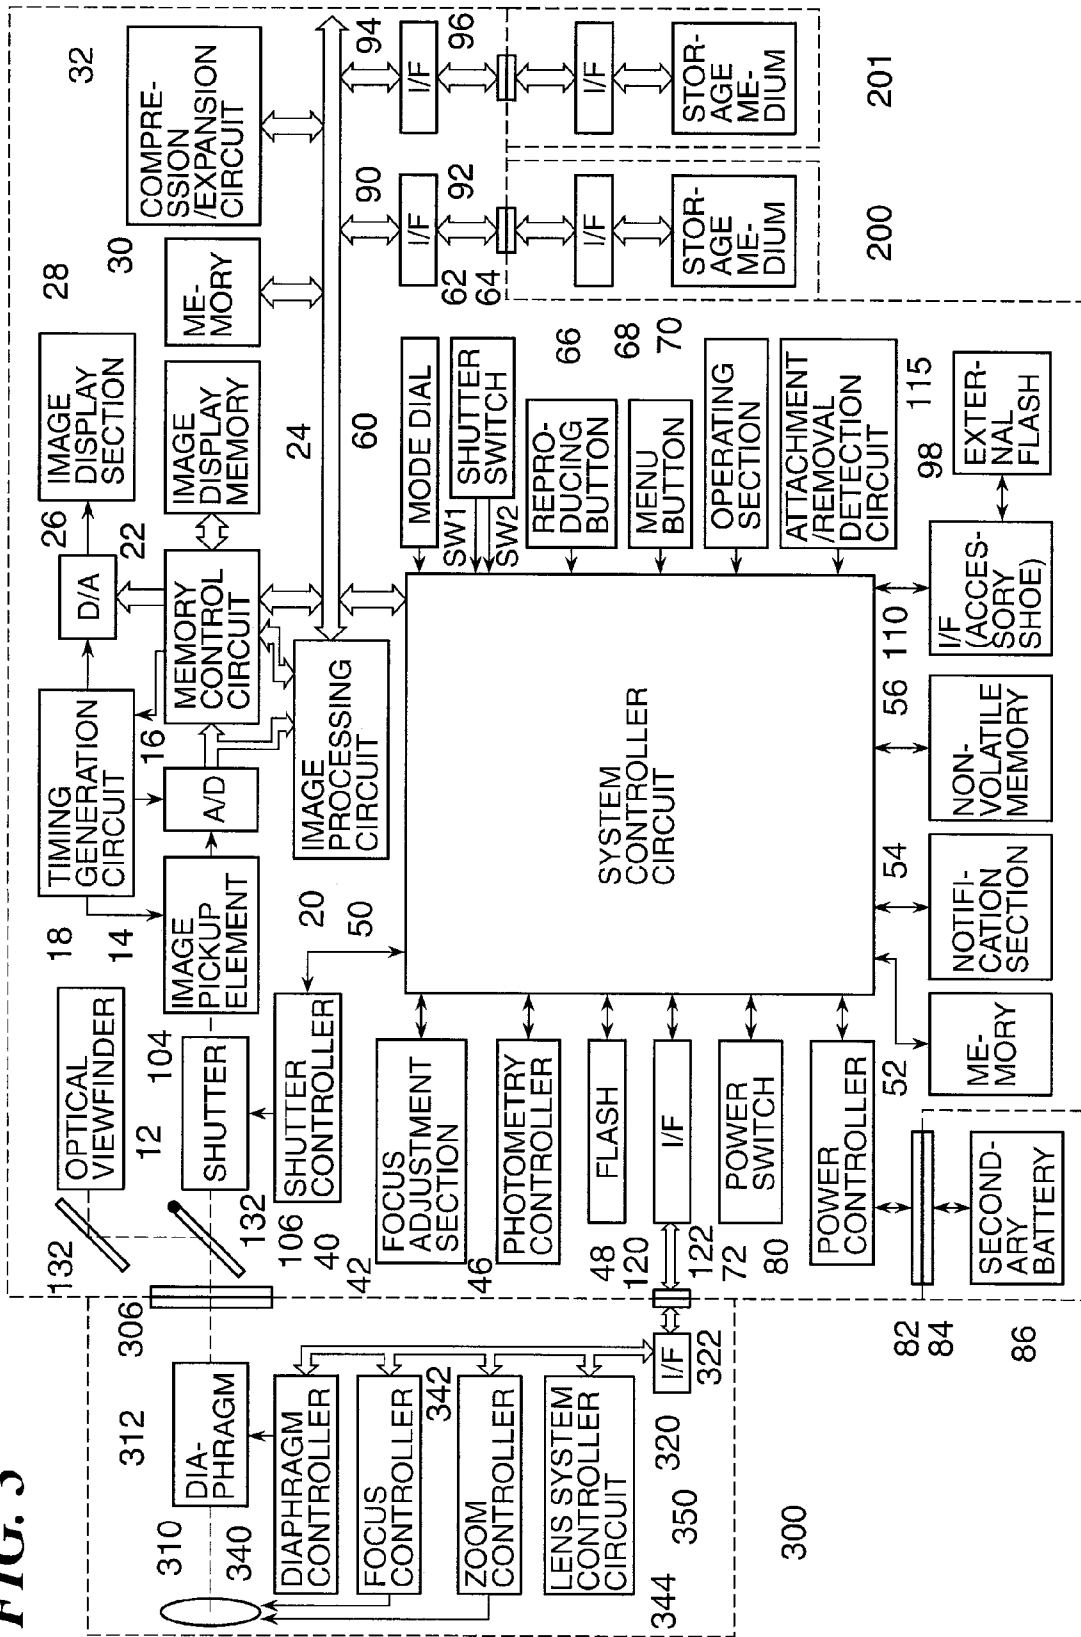 FIG.
310
312
306
340
DIA-
PHRAGM
DIAPHRAGM
CONTROLLER
FOCUS
CONTROLLER
342
ZOOM
CONTROLLER
LENS SYSTEM
CONTROLLER
CIRCUIT
344
350
320
I/F
322
300
132
OPTICAL
VIEWFINDER
12
104
SHUTTER
132
106
SHUTTER
CONTROLLER
40
18
14
TIMING
GENERATION
CIRCUIT
16
IMAGE
PICKUP
ELEMENT
A/D
26
D/A
22
28
IMAGE
DISPLAY
SECTION
MEMORY
CONTROL
CIRCUIT
IMAGE
DISPLAY
MEMORY
30
ME-
MORY
32
COMPRE-
SSION
/EXPANSION
CIRCUIT
20
IMAGE
PROCESSING
CIRCUIT
24
50
60
42
FOCUS
ADJUSTMENT
SECTION
46
PHOTOMETRY
CONTROLLER
48
FLASH
120
I/F
122
72
POWER
SWITCH
80
POWER
CONTROLLER
82
84
86
SECOND-
ARY
BATTERY
SYSTEM
CONTROLLER
CIRCUIT
MODE DIAL
SW1
SW2
SHUTTER
SWITCH
62
64
REPRO-
DUCING
BUTTON
66
MENU
BUTTON
68
70
OPERATING
SECTION
ATTACHMENT
/REMOVAL
DETECTION
CIRCUIT
52
ME-
MORY
54
NOTIFI-
CATION
SECTION
56
NON-
VOLATILE
MEMORY
110
I/F
(ACCES-
SORY
SHOE)
98
115
EXTER-
NAL
FLASH
90
I/F
92
I/F
STOR-
AGE
ME-
DIUM
200
94
I/F
96
I/F
STOR-
AGE
ME-
DIUM
201